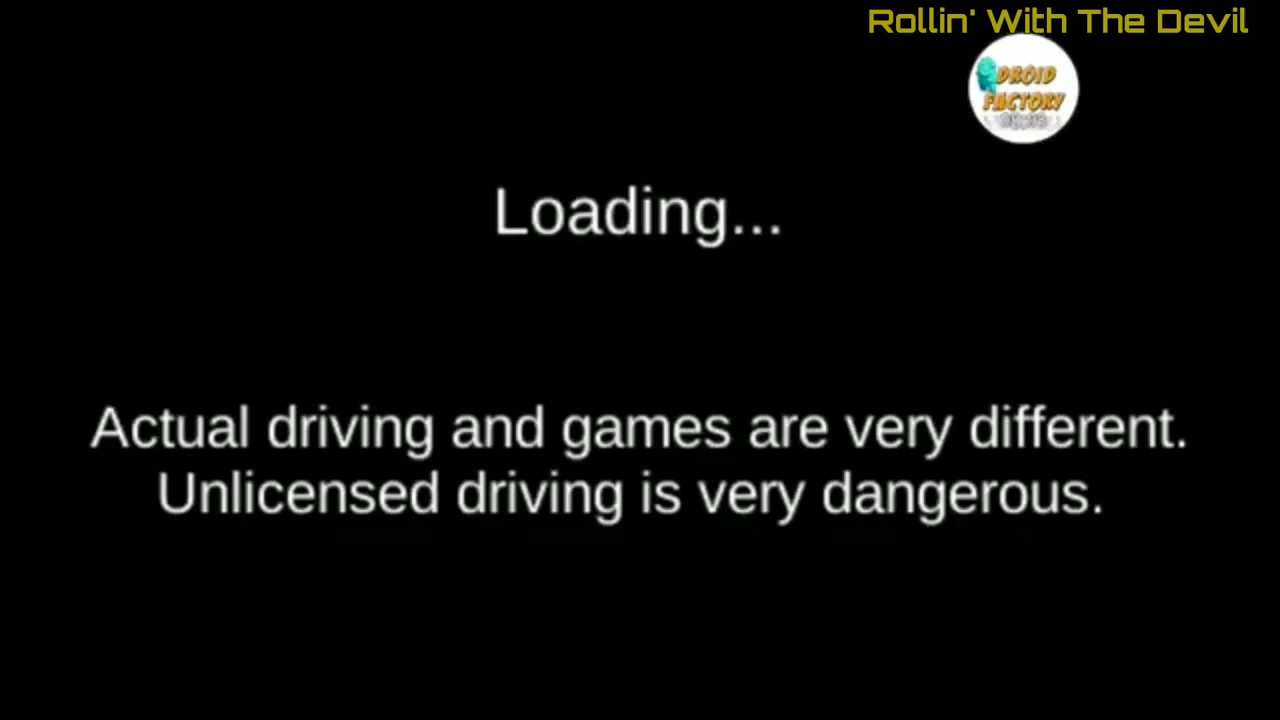 Rollin' With The Devil
DROID
FACTORY
Loading...
Actual driving and games are very different.
Unlicensed driving is very dangerous.